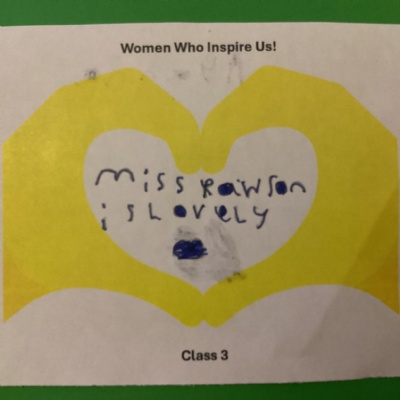 Women Who Inspire Us!
Miss Rawson
is Lovely
Class 3